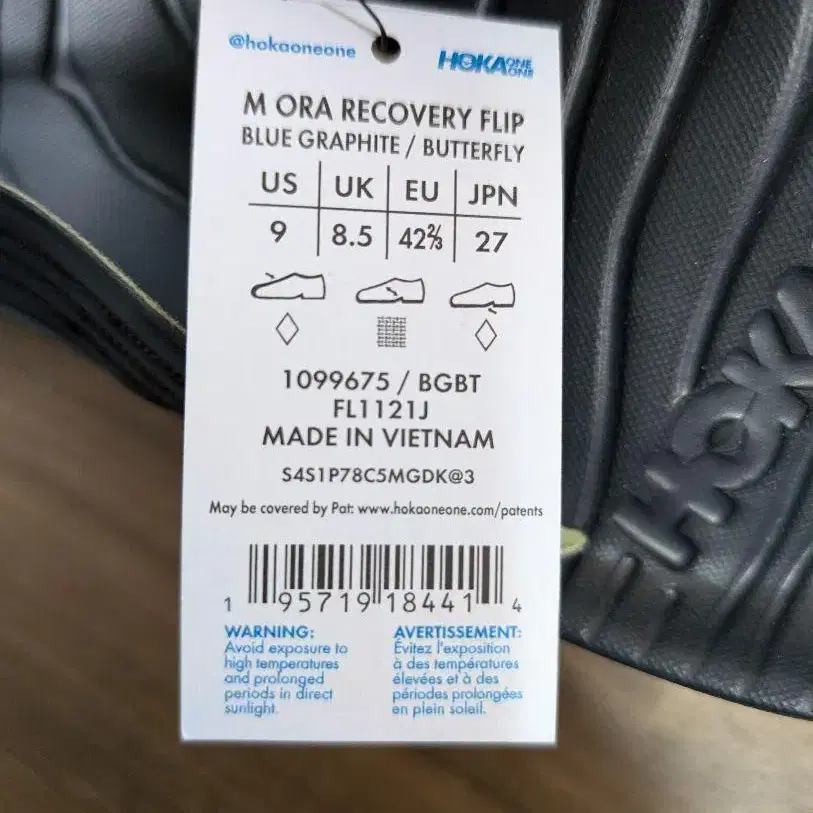 @hokaoneone
HOKA ONE ONE
M ORA RECOVERY FLIP
BLUE GRAPHITE / BUTTERFLY
US UK EU JPN
9 8.5 42⅔ 27
1099675 / BGBT
FL1121J
MADE IN VIETNAM
S4S1P78C5MGDK@3
May be covered by Pat: www.hokaoneone.com/patents
1 95719 18441 4
WARNING:
Avoid exposure to
high temperatures
and prolonged
periods in direct
sunlight.
AVERTISSEMENT:
Évitez l'exposition
à des températures
élevées et à des
périodes prolongées
en plein soleil.
HOKA